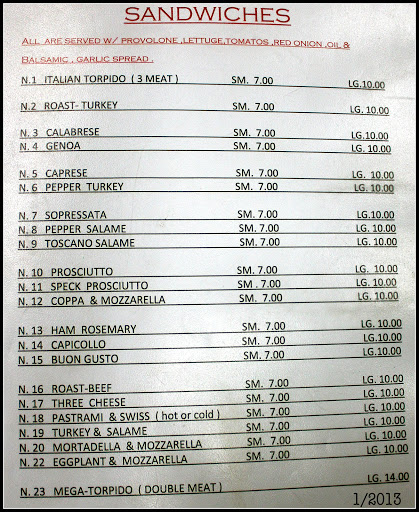 SANDWICHES
ALL ARE SERVED W/ PROVOLONE ,LETTUGE,TOMATOS ,RED ONION ,OIL &
BALSAMIC , GARLIC SPREAD .
N.1 ITALIAN TORPIDO ( 3 MEAT ) SM. 7.00 LG.10.00
N.2 ROAST- TURKEY SM. 7.00 LG.10.00
N. 3 CALABRESE SM. 7.00 LG.10.00
N. 4 GENOA SM. 7.00 LG. 10.00
N. 5 CAPRESE SM. 7.00 LG.10.00
N. 6 PEPPER TURKEY SM. 7.00 LG. 10.00
N. 7 SOPRESSATA SM. 7.00 LG.10.00
N. 8 PEPPER SALAME SM. 7.00 LG.10.00
N. 9 TOSCANO SALAME SM. 7.00 LG.10.00
N. 10 PROSCIUTTO SM. 7.00 LG. 10.00
N. 11 SPECK PROSCIUTTO SM. 7.00 LG. 10.00
N. 12 COPPA & MOZZARELLA SM. 7.00 LG. 10.00
N. 13 HAM ROSEMARY SM. 7.00 LG. 10.00
N. 14 CAPICOLLO SM. 7.00 LG. 10.00
N. 15 BUON GUSTO SM. 7.00 LG. 10.00
N. 16 ROAST-BEEF SM. 7.00 LG. 10.00
N. 17 THREE CHEESE SM. 7.00 LG. 10.00
N. 18 PASTRAMI & SWISS ( hot or cold ) SM. 7.00 LG. 10.00
N. 19 TURKEY & SALAME SM. 7.00 LG. 10.00
N. 20 MORTADELLA & MOZZARELLA SM. 7.00 LG. 10.00
N. 22 EGGPLANT & MOZZARELLA SM. 7.00 LG. 10.00
N. 23 MEGA-TORPIDO ( DOUBLE MEAT ) LG. 14.00
1/2013